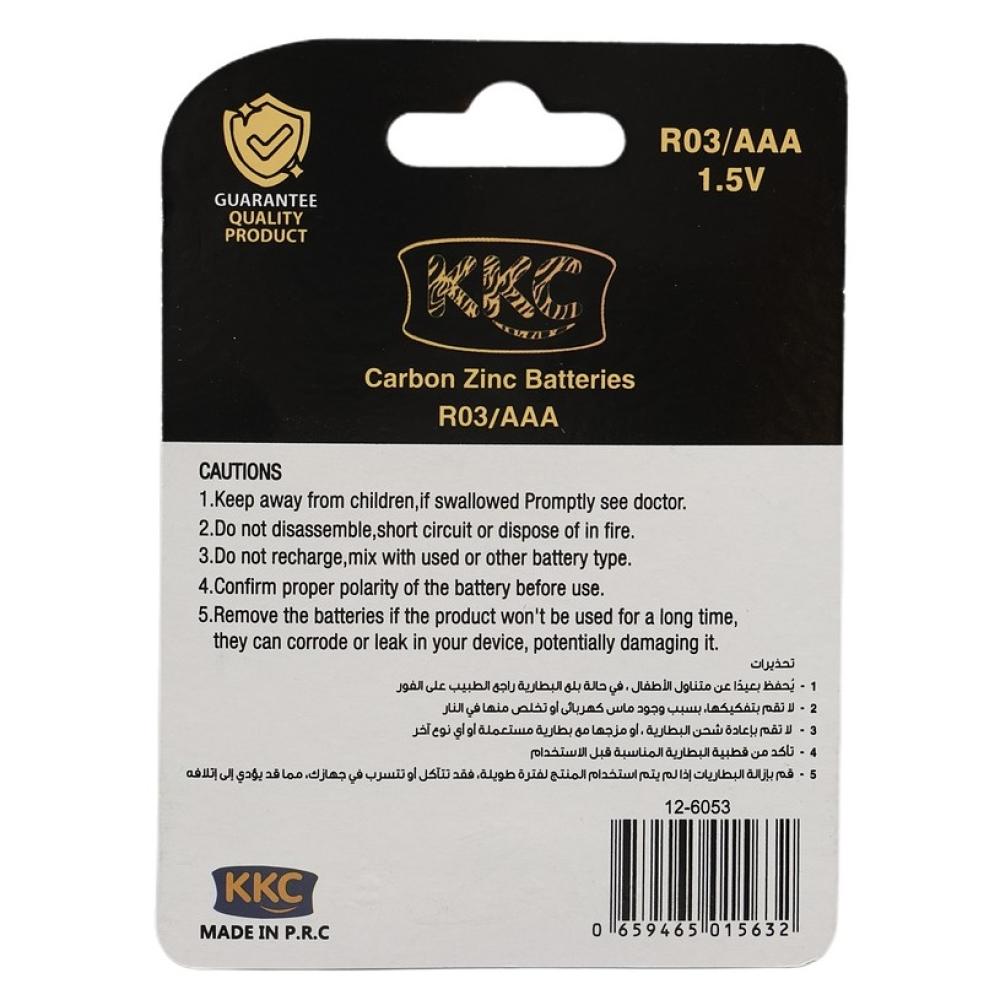 GUARANTEE
QUALITY
PRODUCT
R03/AAA
1.5V
KKC
Carbon Zinc Batteries
R03/AAA
CAUTIONS
1.Keep away from children,if swallowed Promptly see doctor.
2.Do not disassemble,short circuit or dispose of in fire.
3.Do not recharge,mix with used or other battery type.
4.Confirm proper polarity of the battery before use.
5.Remove the batteries if the product won't be used for a long time,
they can corrode or leak in your device, potentially damaging it.
تحذيرات
1 - يُحفظ بعيدًا عن متناول الأطفال ، في حالة بلع البطارية راجع الطبيب على الفور
2 - لا تقم بتفكيكها، بسبب وجود ماس كهربائى أو تخلص منها في النار
3 - لا تقم بإعادة شحن البطارية ، أو مزجها مع بطارية مستعملة أو أي نوع آخر
4 - تأكد من قطبية البطارية المناسبة قبل الاستخدام
5 - قم بإزالة البطاريات إذا لم يتم استخدام المنتج لفترة طويلة، فقد تتآكل أو تتسرب في جهازك، مما قد يؤدي إلى إتلافه
12-6053
0 659465 015632
KKC
MADE IN P.R.C